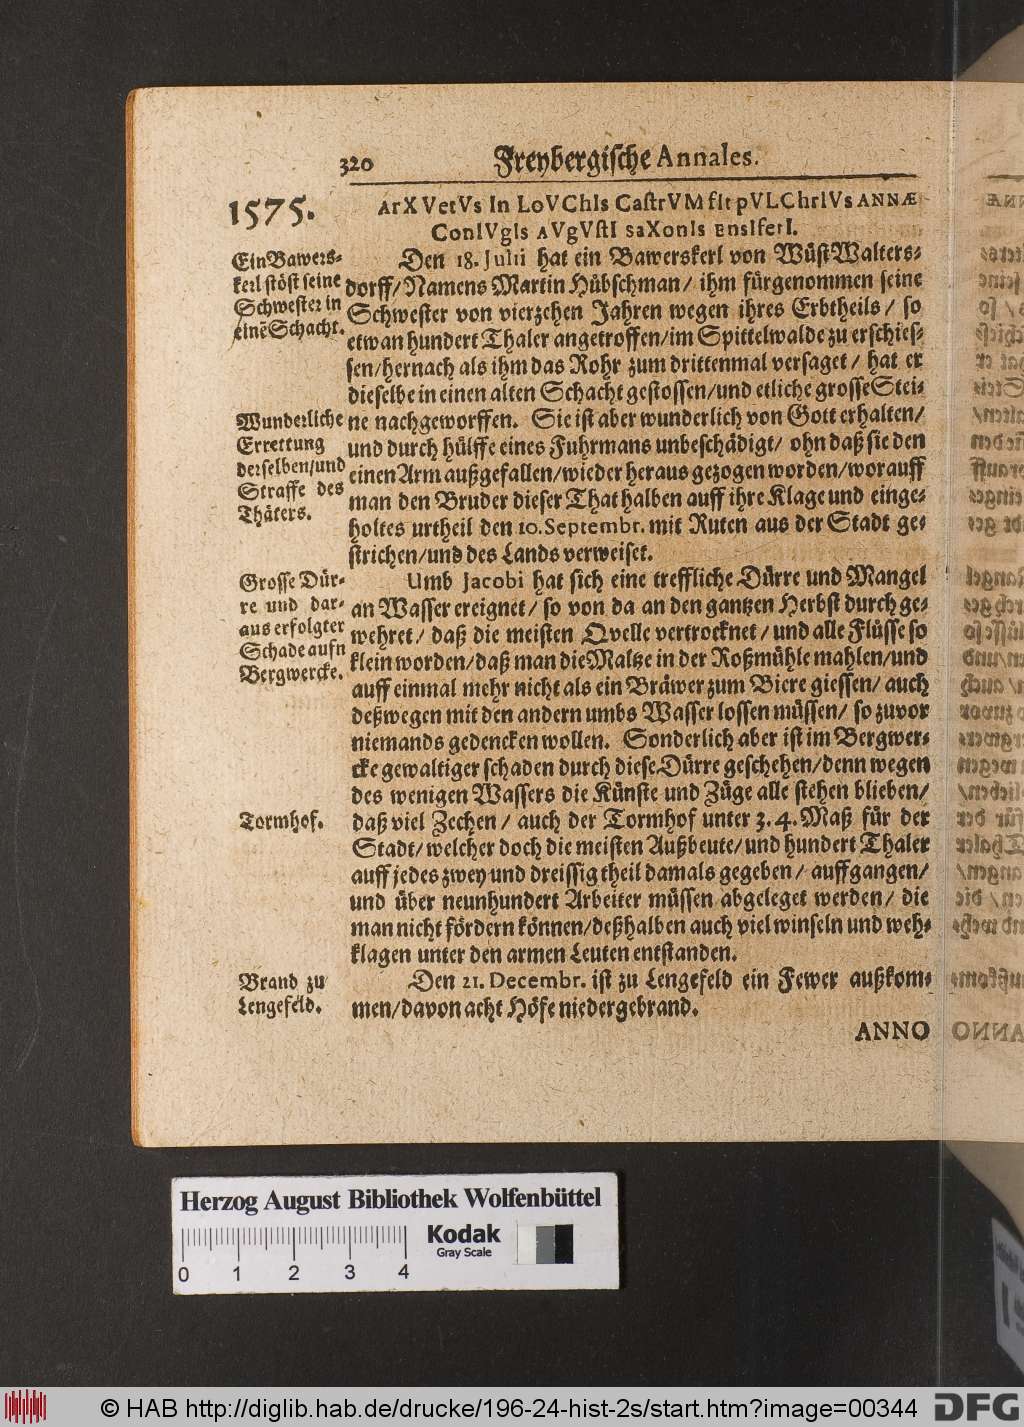 320 Freybergische Annales.
1575.
ArX VetVs In LoVChIs CaſtrVM fIt pVLChrIVs ANNÆ
ConIVgIs AVgVſtI SaXonIs EnsIferI.
Ein Bawers-
kerl ſtöſt ſeine
Schweſter in
einē Schacht.
Den 18. Julii hat ein Bawerskerl von Wüſt Walters-
dorff/ Namens Martin Hübſchman/ ihm fürgenommen ſeine
Schweſter von vierzehen Jahren wegen ihres Erbtheils/ ſo
etwan hundert Thaler angetroffen/ im Spittelwalde zu erſchieſ-
ſen/ hernach als ihm das Rohr zum drittenmal verſaget/ hat er
dieſelbe in einen alten Schacht geſtoſſen/ und etliche groſſe Stei-
Wunderliche
Errettung
derſelben/ und
Straffe des
Thäters.
ne nachgeworffen. Sie iſt aber wunderlich von Gott erhalten/
und durch hülffe eines Fuhrmans unbeſchädigt/ ohn daß ſie den
einen Arm außgefallen/ wieder heraus gezogen worden/ worauff
man den Bruder dieſer That halben auff ihre Klage und einge-
holtes urtheil den 10. Septembr. mit Ruten aus der Stadt ge-
ſtrichen/ und des Lands verweiſet.
Groſſe Dür-
re und dar-
aus erfolgter
Schade aufn
Bergwercke.
Umb Jacobi hat ſich eine treffliche Dürre und Mangel
an Waſſer ereignet/ ſo von da an den gantzen Herbſt durch ge-
wehret/ daß die meiſten Qvelle vertrocknet/ und alle Flüſſe ſo
klein worden/ daß man die Maltze in der Roßmühle mahlen/ und
auff einmal mehr nicht als ein Bräwer zum Biere gieſſen/ auch
deßwegen mit den andern umbs Waſſer loſſen müſſen/ ſo zuvor
niemands gedencken wollen. Sonderlich aber iſt im Bergwer-
cke gewaltiger ſchaden durch dieſe Dürre geſchehen/ denn wegen
des wenigen Waſſers die Künſte und Züge alle ſtehen blieben/
Tormhof.
daß viel Zechen/ auch der Tormhof unter 3. 4. Maß für der
Stadt/ welcher doch die meiſten Außbeute/ und hundert Thaler
auff jedes zwey und dreiſſig theil damals gegeben/ auffgangen/
und über neunhundert Arbeiter müſſen abgeleget werden/ die
man nicht fördern können/ deßhalben auch viel winſeln und weh-
klagen unter den armen Leuten entſtanden.
Brand zu
Lengefeld.
Den 21. Decembr. iſt zu Lengefeld ein Fewer außkom-
men/ davon acht Höfe niedergebrand.
ANNO
Herzog August Bibliothek Wolfenbüttel
Kodak
Gray Scale
0 1 2 3 4
© HAB http://diglib.hab.de/drucke/196-24-hist-2s/start.htm?image=00344
DFG